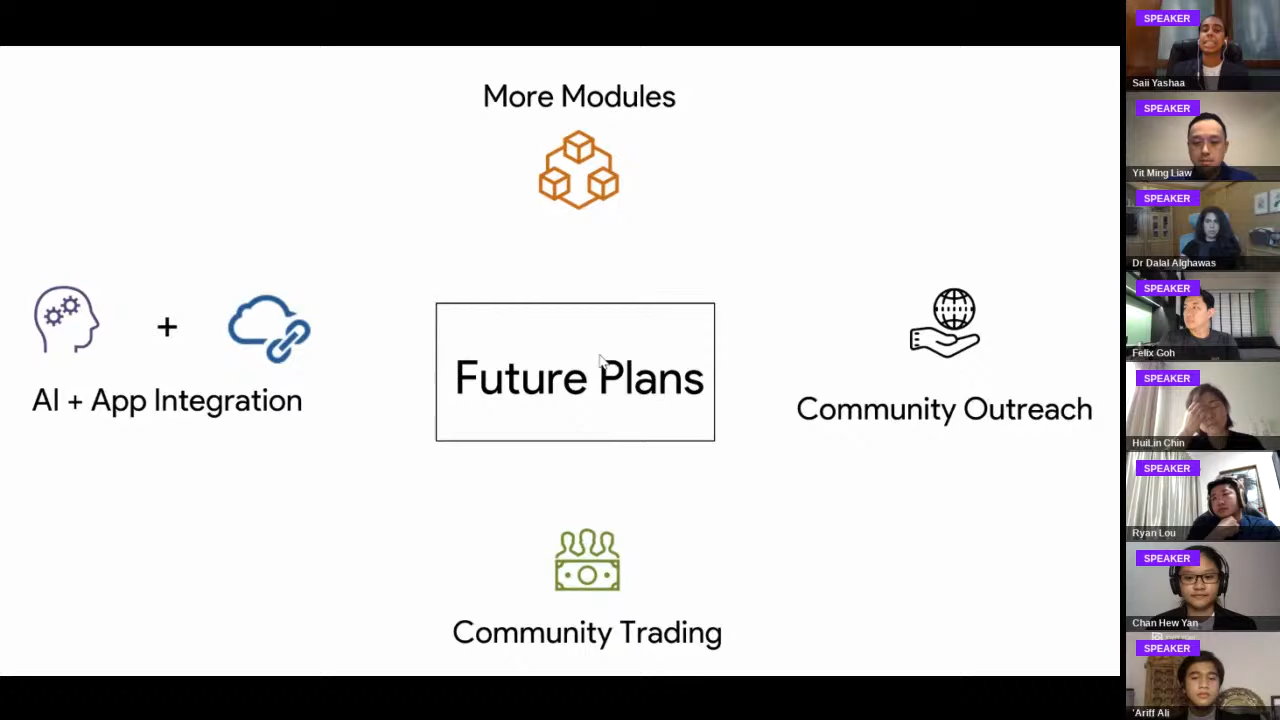 More Modules
+
AI + App Integration
Future Plans
Community Outreach
Community Trading
SPEAKER
Saii Yashaa
SPEAKER
Yit Ming Liaw
SPEAKER
Dr Dalal Alghawas
SPEAKER
Felix Goh
SPEAKER
HuiLin Chin
SPEAKER
Ryan Lou
SPEAKER
Chan Hew Yan
SPEAKER
'Ariff Ali